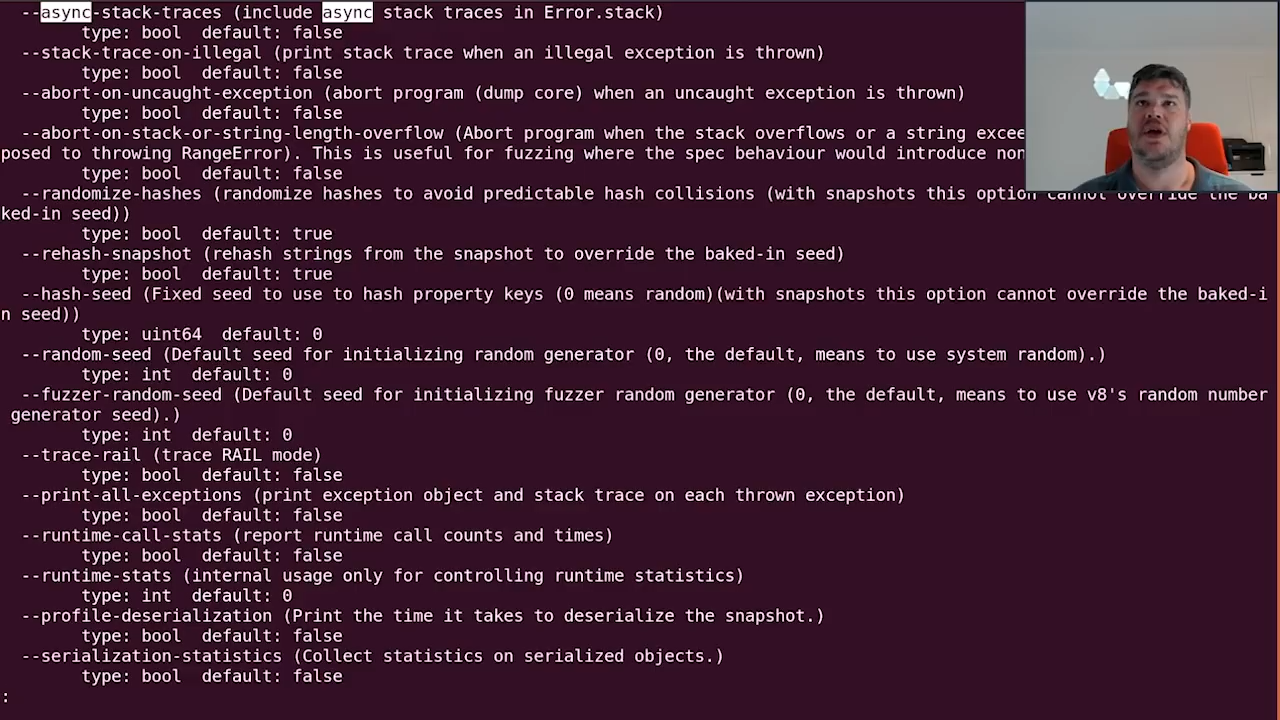 --async-stack-traces (include async stack traces in Error.stack)
type: bool  default: false
--stack-trace-on-illegal (print stack trace when an illegal exception is thrown)
type: bool  default: false
--abort-on-uncaught-exception (abort program (dump core) when an uncaught exception is thrown)
type: bool  default: false
--abort-on-stack-or-string-length-overflow (Abort program when the stack overflows or a string excee
posed to throwing RangeError). This is useful for fuzzing where the spec behaviour would introduce non
type: bool  default: false
--randomize-hashes (randomize hashes to avoid predictable hash collisions (with snapshots this option cannot override the ba
ked-in seed))
type: bool  default: true
--rehash-snapshot (rehash strings from the snapshot to override the baked-in seed)
type: bool  default: true
--hash-seed (Fixed seed to use to hash property keys (0 means random)(with snapshots this option cannot override the baked-i
n seed))
type: uint64  default: 0
--random-seed (Default seed for initializing random generator (0, the default, means to use system random).)
type: int  default: 0
--fuzzer-random-seed (Default seed for initializing fuzzer random generator (0, the default, means to use v8's random number
generator seed).)
type: int  default: 0
--trace-rail (trace RAIL mode)
type: bool  default: false
--print-all-exceptions (print exception object and stack trace on each thrown exception)
type: bool  default: false
--runtime-call-stats (report runtime call counts and times)
type: bool  default: false
--runtime-stats (internal usage only for controlling runtime statistics)
type: int  default: 0
--profile-deserialization (Print the time it takes to deserialize the snapshot.)
type: bool  default: false
--serialization-statistics (Collect statistics on serialized objects.)
type: bool  default: false
: